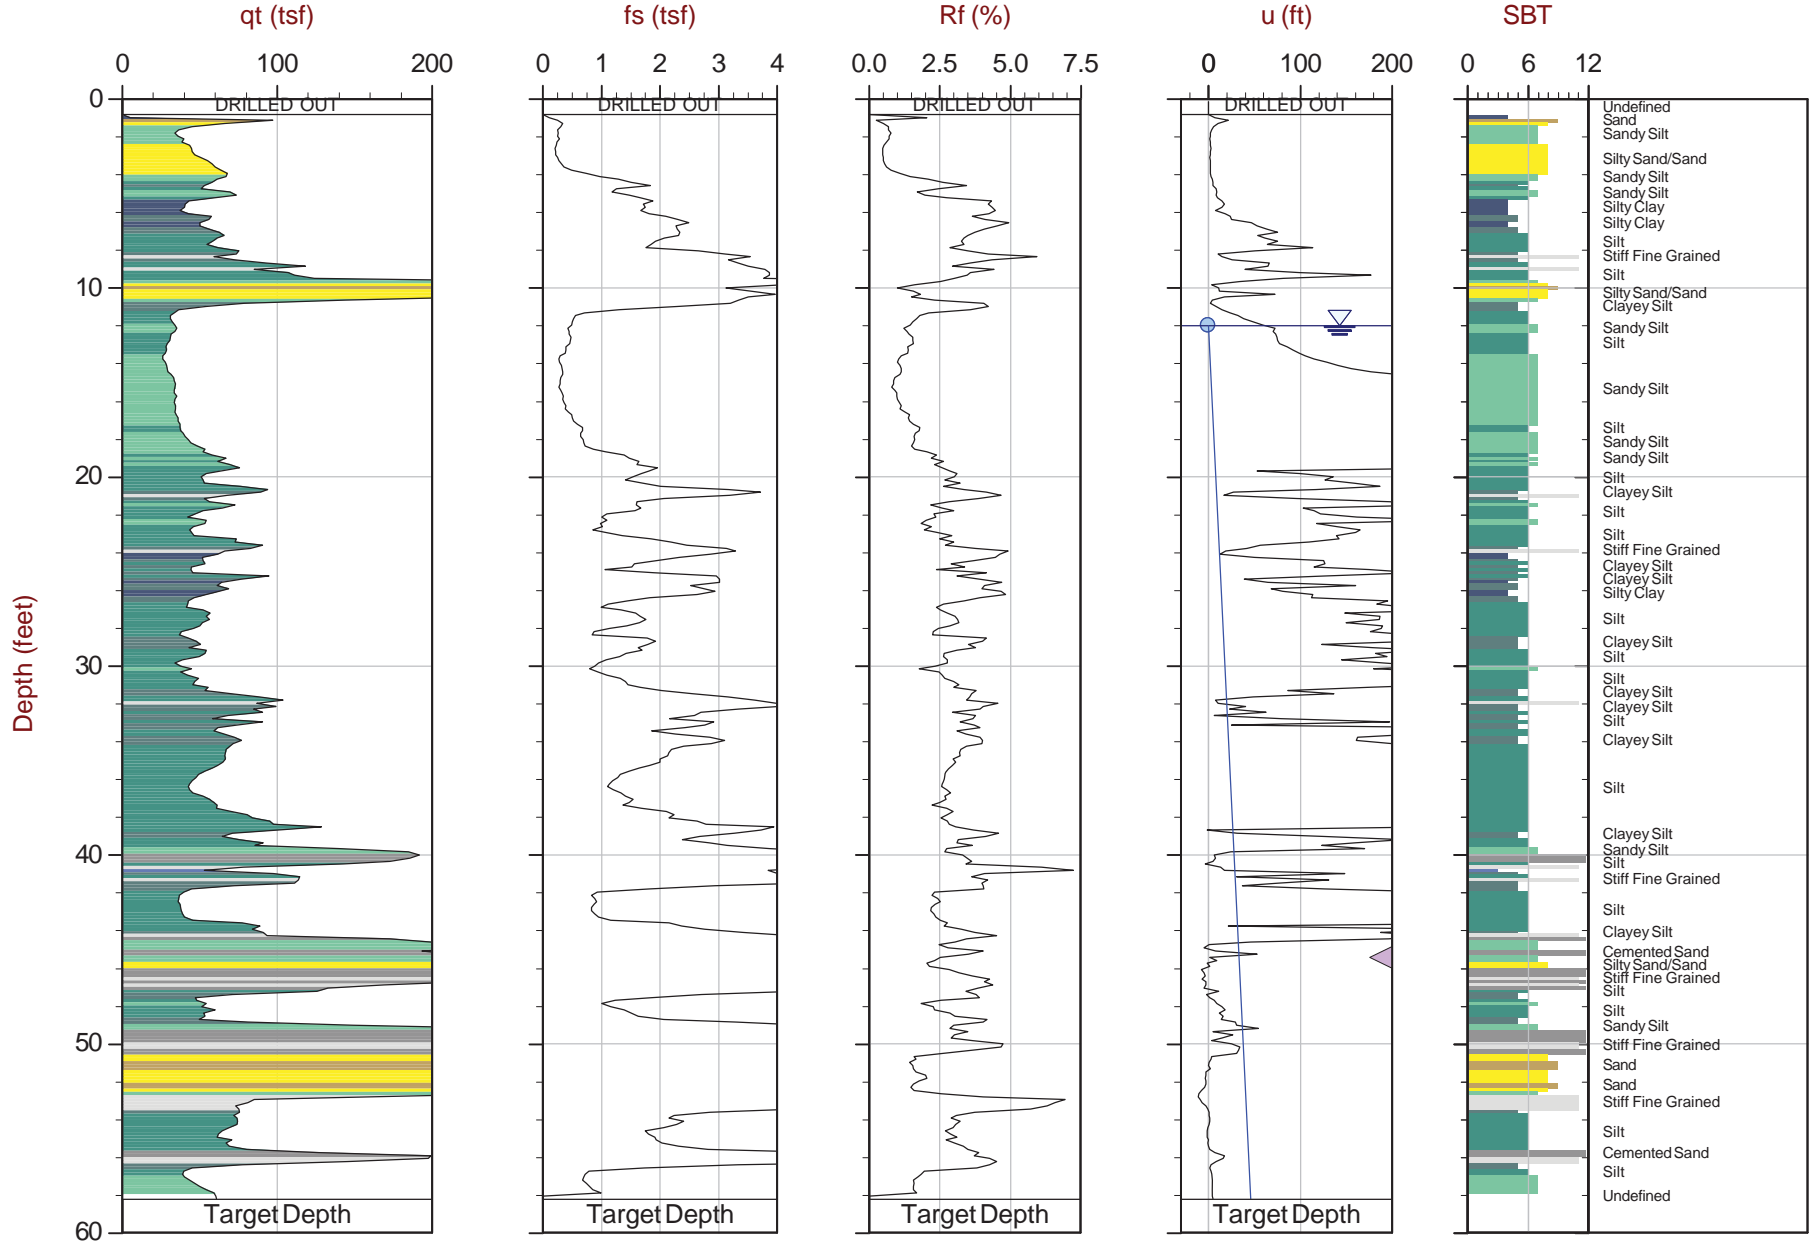 qt (tsf) fs (tsf) Rf (%) u (ft) SBT
0 100 200 0 1 2 3 4 0.0 2.5 5.0 7.5 0 100 200 0 6 12
0
10
20
30
40
50
60
Depth (feet)
DRILLED OUT DRILLED OUT DRILLED OUT DRILLED OUT
Undefined
Sand
Sandy Silt
Silty Sand/Sand
Sandy Silt
Sandy Silt
Silty Clay
Silty Clay
Silt
Stiff Fine Grained
Silt
Silty Sand/Sand
Clayey Silt
Sandy Silt
Silt
Sandy Silt
Silt
Sandy Silt
Sandy Silt
Silt
Clayey Silt
Silt
Silt
Stiff Fine Grained
Clayey Silt
Clayey Silt
Silty Clay
Silt
Clayey Silt
Silt
Silt
Clayey Silt
Clayey Silt
Silt
Clayey Silt
Silt
Clayey Silt
Sandy Silt
Silt
Stiff Fine Grained
Silt
Clayey Silt
Cemented Sand
Silty Sand/Sand
Stiff Fine Grained
Silt
Silt
Sandy Silt
Stiff Fine Grained
Sand
Sand
Stiff Fine Grained
Silt
Cemented Sand
Silt
Undefined
Target Depth Target Depth Target Depth Target Depth